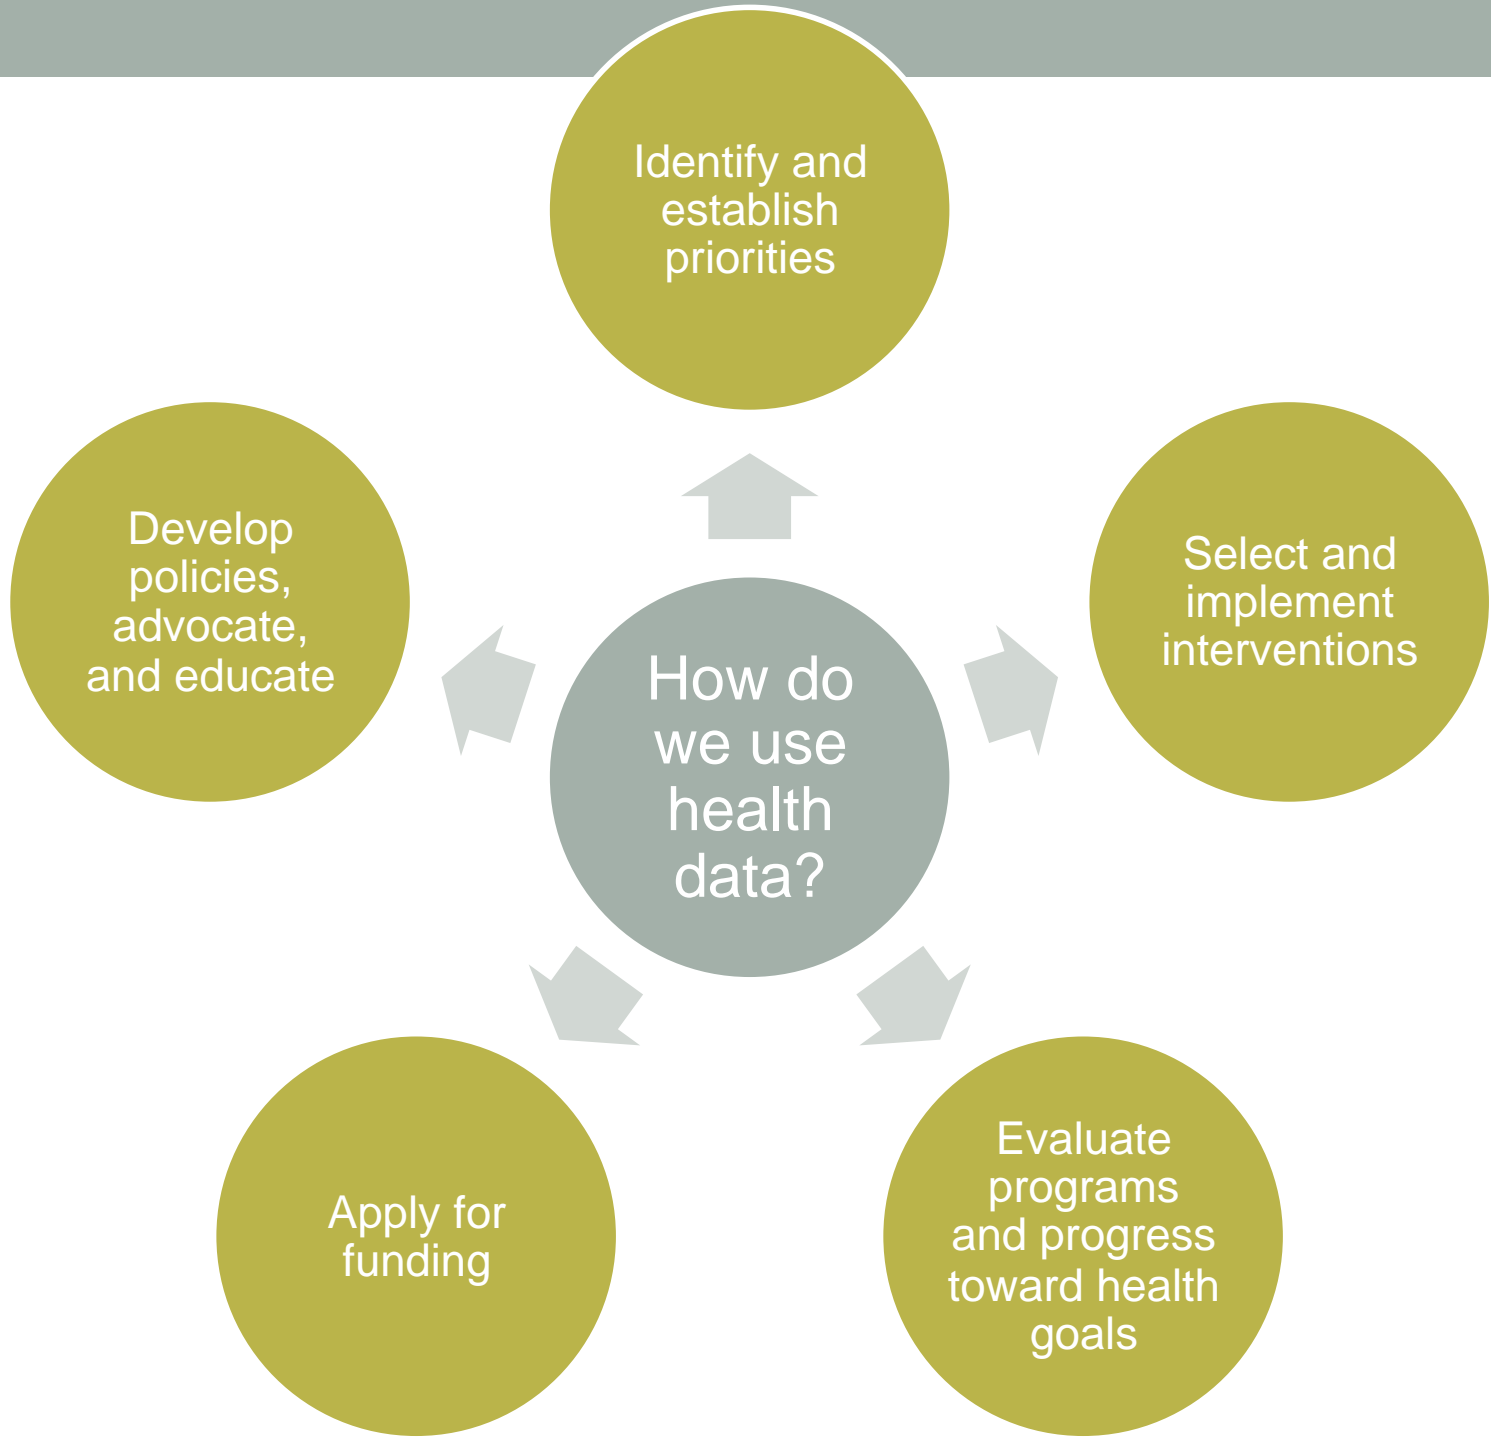 Identify and
establish
priorities
Select and
implement
interventions
Evaluate
programs
and progress
toward health
goals
Apply for
funding
Develop
policies,
advocate,
and educate
How do
we use
health
data?